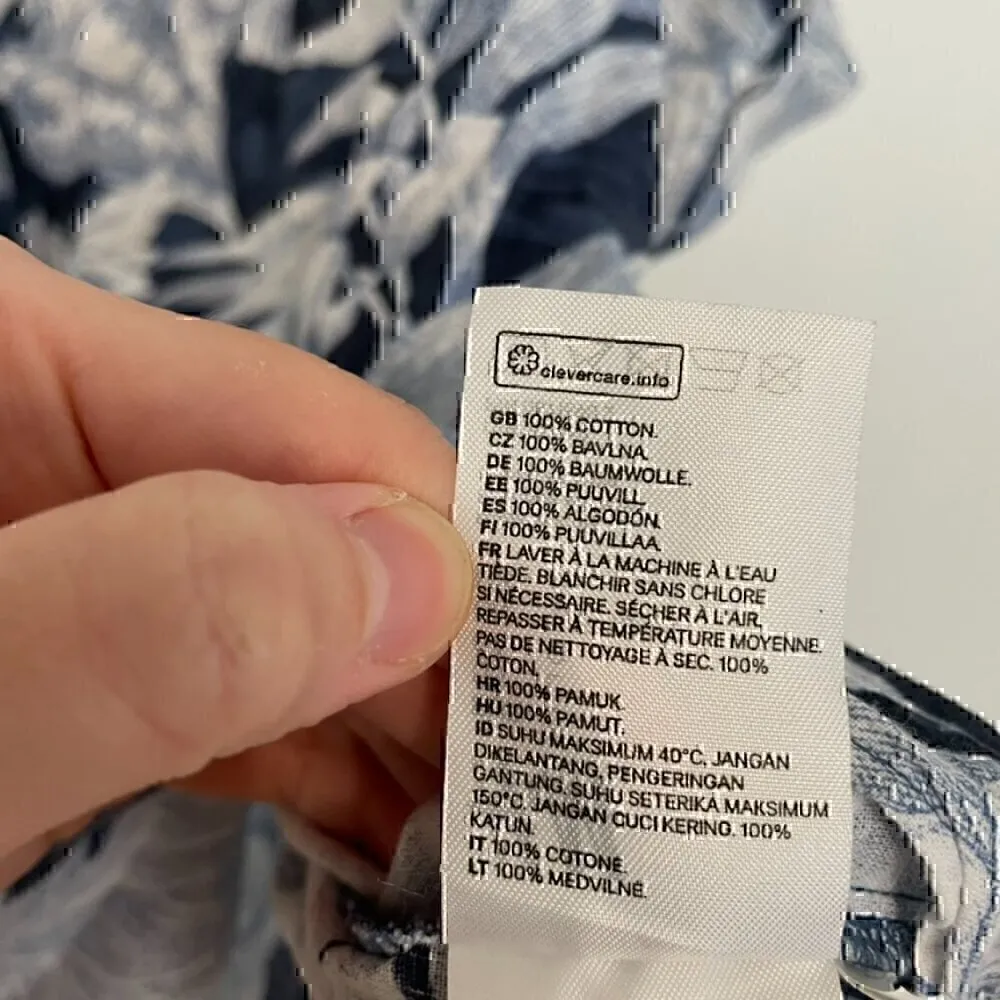 clevercare.info
GB 100% COTTON.
CZ 100% BAVLNA.
DE 100% BAUMWOLLE.
EE 100% PUUVILL.
ES 100% ALGODÓN.
FI 100% PUUVILLAA
FR LAVER À LA MACHINE À L'EAU
TIÈDE. BLANCHIR SANS CHLORE
SI NÉCESSAIRE. SÉCHER À L'AIR.
REPASSER À TEMPÉRATURE MOYENNE.
PAS DE NETTOYAGE À SEC. 100%
COTON.
HR 100% PAMUK.
HU 100% PAMUT.
ID SUHU MAKSIMUM 40°C. JANGAN
DIKELANTANG, PENGERINGAN
GANTUNG. SUHU SETERIKA MAKSIMUM
150°C. JANGAN CUCI KERING. 100%
KATUN.
IT 100% COTONE.
LT 100% MEDVILNĖ.